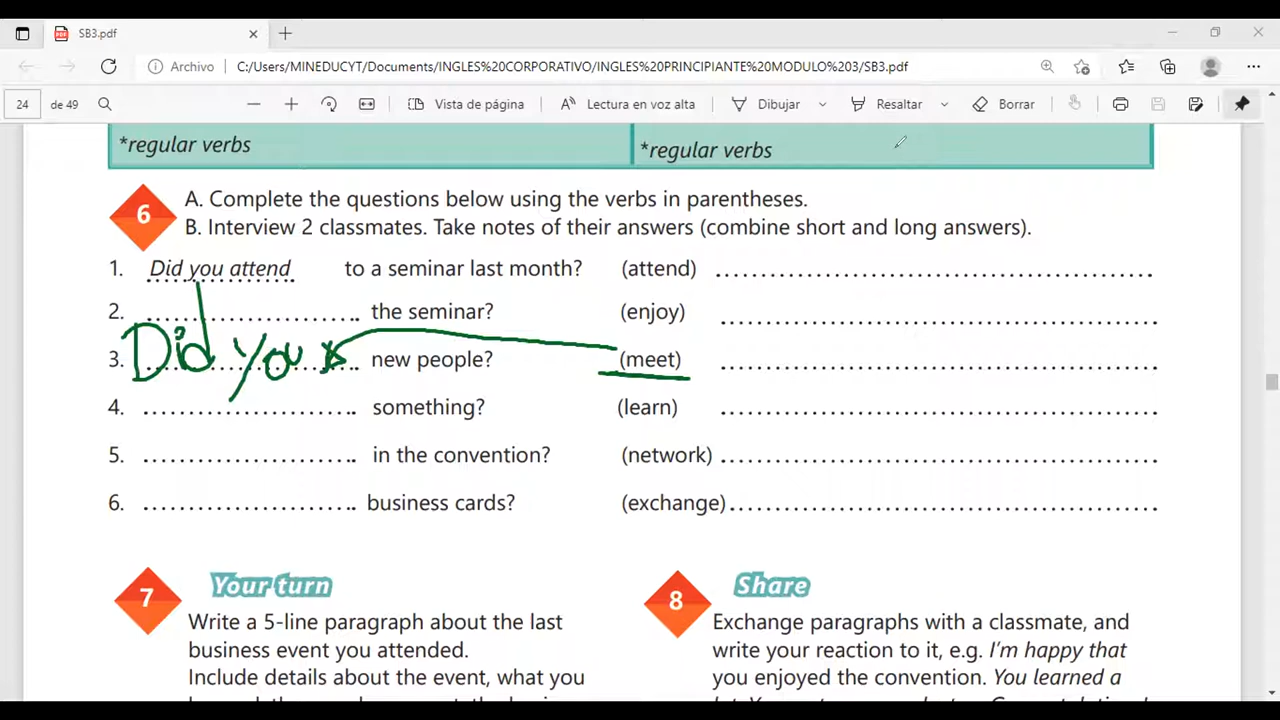 SB3.pdf
Archivo C:/Users/MINEDUCYT/Documents/INGLES%20CORPORATIVO/INGLES%20PRINCIPIANTE%20MODULO%203/SB3.pdf
24 de 49 Vista de página Lectura en voz alta Dibujar Resaltar Borrar
*regular verbs *regular verbs
6 A. Complete the questions below using the verbs in parentheses.
B. Interview 2 classmates. Take notes of their answers (combine short and long answers).
1. Did you attend to a seminar last month? (attend) ........................................
2. ........................ the seminar? (enjoy) ........................................
3. Did you new people? (meet) ........................................
4. ........................ something? (learn) ........................................
5. ........................ in the convention? (network) ........................................
6. ........................ business cards? (exchange) ........................................
7 Your turn
Write a 5-line paragraph about the last
business event you attended.
Include details about the event, what you
8 Share
Exchange paragraphs with a classmate, and
write your reaction to it, e.g. I'm happy that
you enjoyed the convention. You learned a